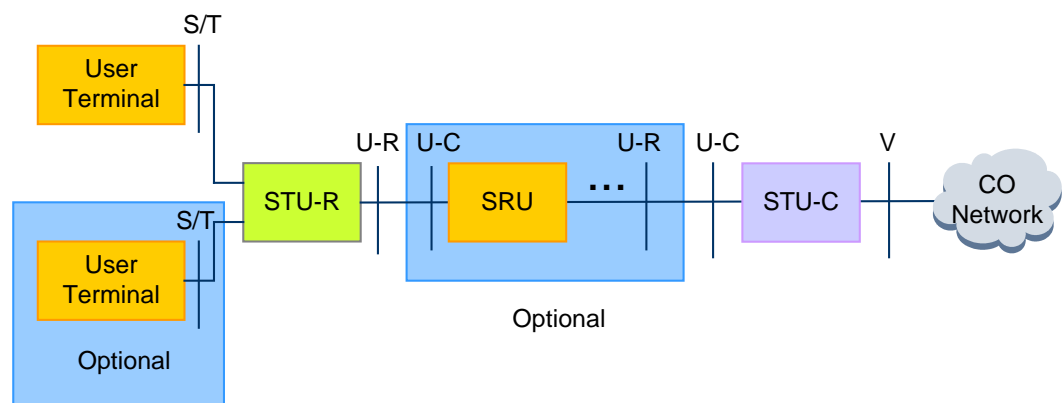 S/T
User
Terminal
U-R
U-C
U-R
U-C
V
STU-R
SRU
...
STU-C
CO
Network
S/T
User
Terminal
Optional
Optional